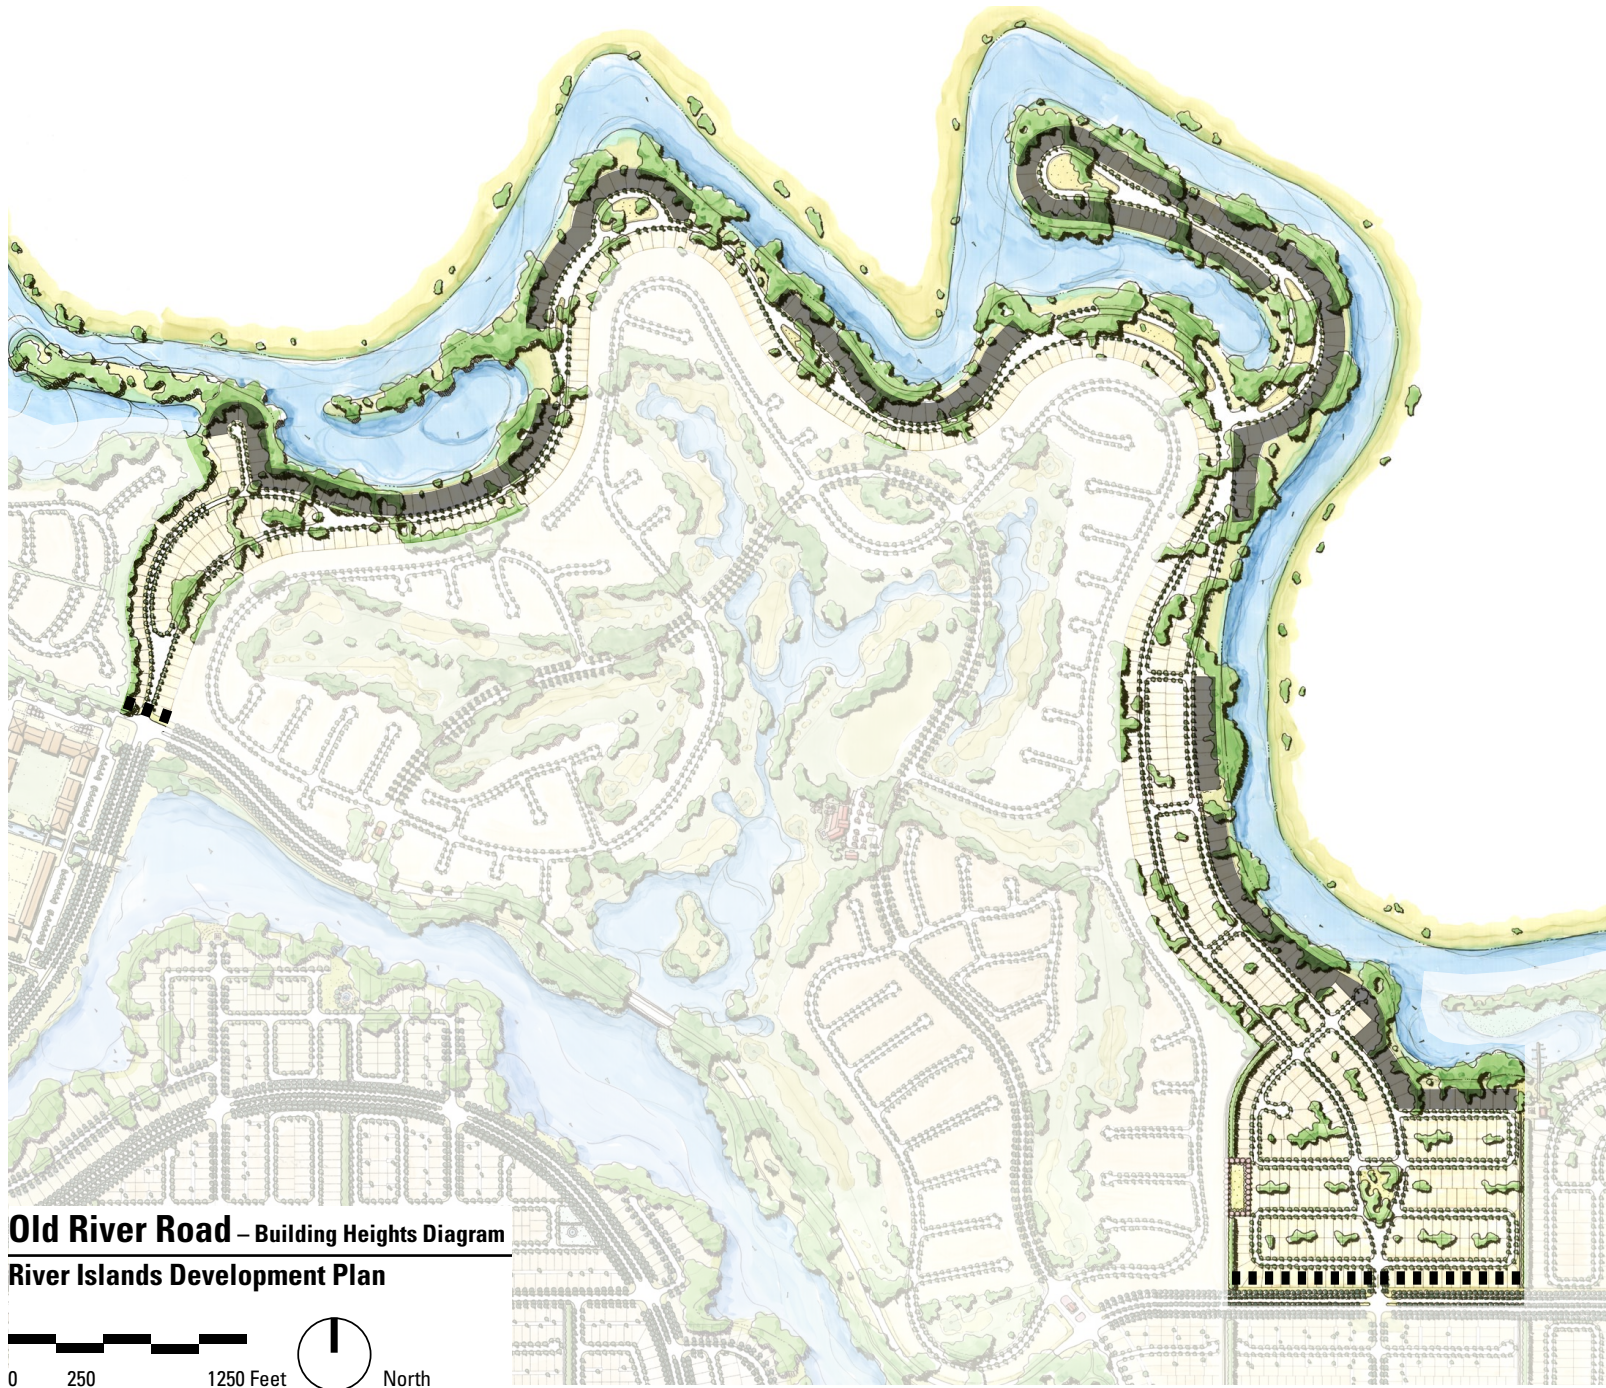 Old River Road – Building Heights Diagram
River Islands Development Plan
0 250 1250 Feet North